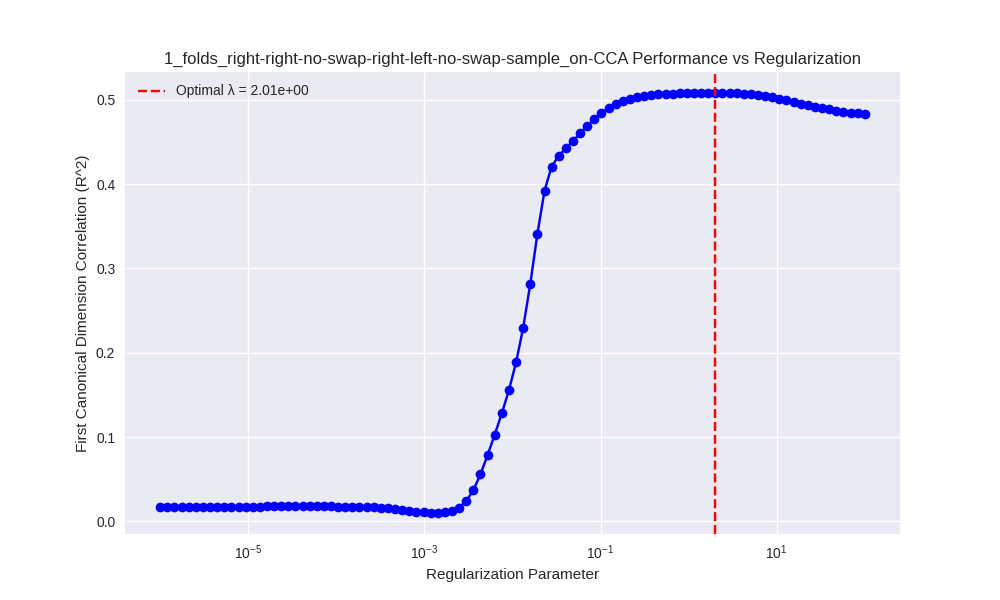 1_folds_right-right-no-swap-right-left-no-swap-sample_on-CCA Performance vs Regularization
Optimal λ = 2.01e+00
First Canonical Dimension Correlation (R^2)
0.5
0.4
0.3
0.2
0.1
0.0
10⁻⁵ 10⁻³ 10⁻¹ 10¹
Regularization Parameter